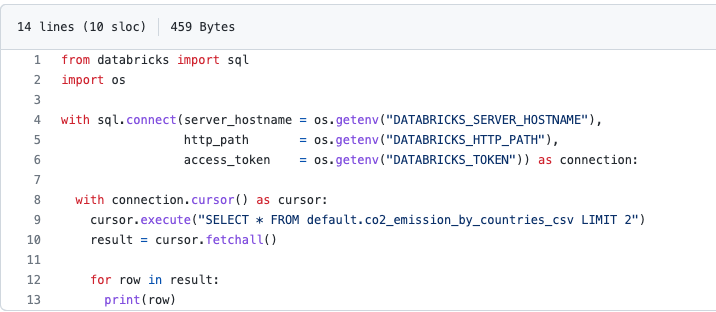 14 lines (10 sloc) 459 Bytes
1 from databricks import sql
2 import os
3
4 with sql.connect(server_hostname = os.getenv("DATABRICKS_SERVER_HOSTNAME"),
5                  http_path       = os.getenv("DATABRICKS_HTTP_PATH"),
6                  access_token    = os.getenv("DATABRICKS_TOKEN")) as connection:
7
8   with connection.cursor() as cursor:
9     cursor.execute("SELECT * FROM default.co2_emission_by_countries_csv LIMIT 2")
10     result = cursor.fetchall()
11
12     for row in result:
13       print(row)